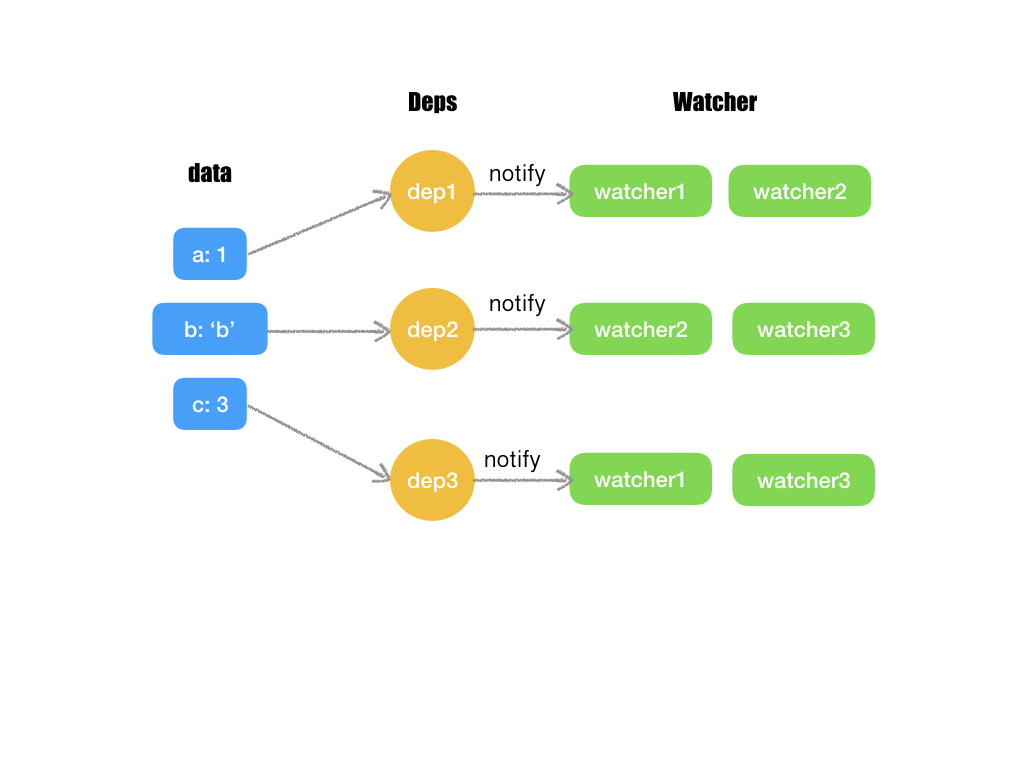 Deps
Watcher
data
dep1
notify
watcher1
watcher2
a: 1
b: ‘b’
dep2
notify
watcher2
watcher3
c: 3
dep3
notify
watcher1
watcher3